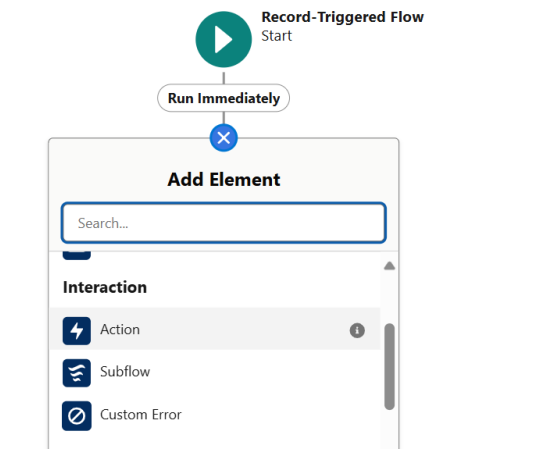 Record-Triggered Flow
Start
Run Immediately
Add Element
Search...
Interaction
Action
Subflow
Custom Error